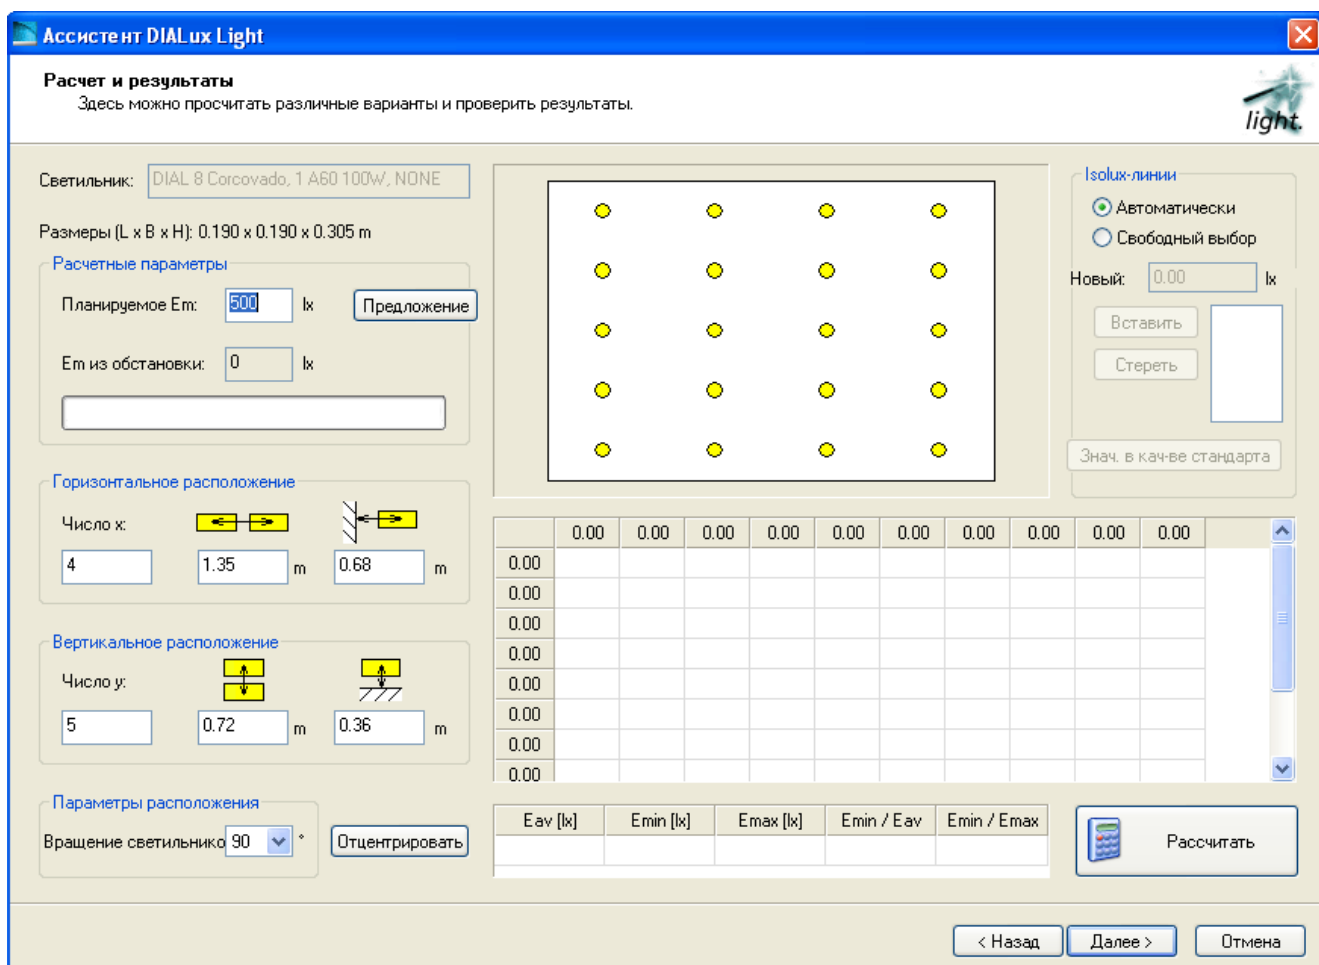 Ассистент DIALux Light
Расчет и результаты
Здесь можно просчитать различные варианты и проверить результаты.
light.
Светильник: DIAL 8 Corcovado, 1 A60 100W, NONE
Размеры (L x B x H): 0.190 x 0.190 x 0.305 m
Расчетные параметры
Планируемое Em: 500 lx Предложение
Em из обстановки: 0 lx
Горизонтальное расположение
Число x:
4 1.35 m 0.68 m
Вертикальное расположение
Число y:
5 0.72 m 0.36 m
Параметры расположения
Вращение светильнико 90 ° Отцентрировать
Isolux-линии
Автоматически
Свободный выбор
Новый: 0.00 lx
Вставить
Стереть
Знач. в кач-ве стандарта
0.00 0.00 0.00 0.00 0.00 0.00 0.00 0.00 0.00 0.00
0.00
0.00
0.00
0.00
0.00
0.00
0.00
0.00
Eav [lx] Emin [lx] Emax [lx] Emin / Eav Emin / Emax
Рассчитать
< Назад Далее > Отмена